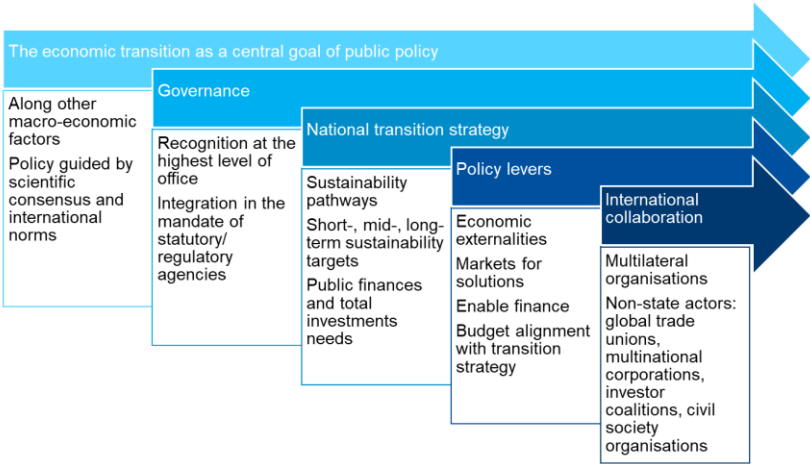 The economic transition as a central goal of public policy
Along other
macro-economic
factors
Policy guided by
scientific
consensus and
international
norms
Governance
Recognition at the
highest level of
office
Integration in the
mandate of
statutory/
regulatory
agencies
National transition strategy
Sustainability
pathways
Short-, mid-, long-
term sustainability
targets
Public finances
and total
investments
needs
Policy levers
Economic
externalities
Markets for
solutions
Enable finance
Budget alignment
with transition
strategy
International
collaboration
Multilateral
organisations
Non-state actors:
global trade
unions,
multinational
corporations,
investor
coalitions, civil
society
organisations